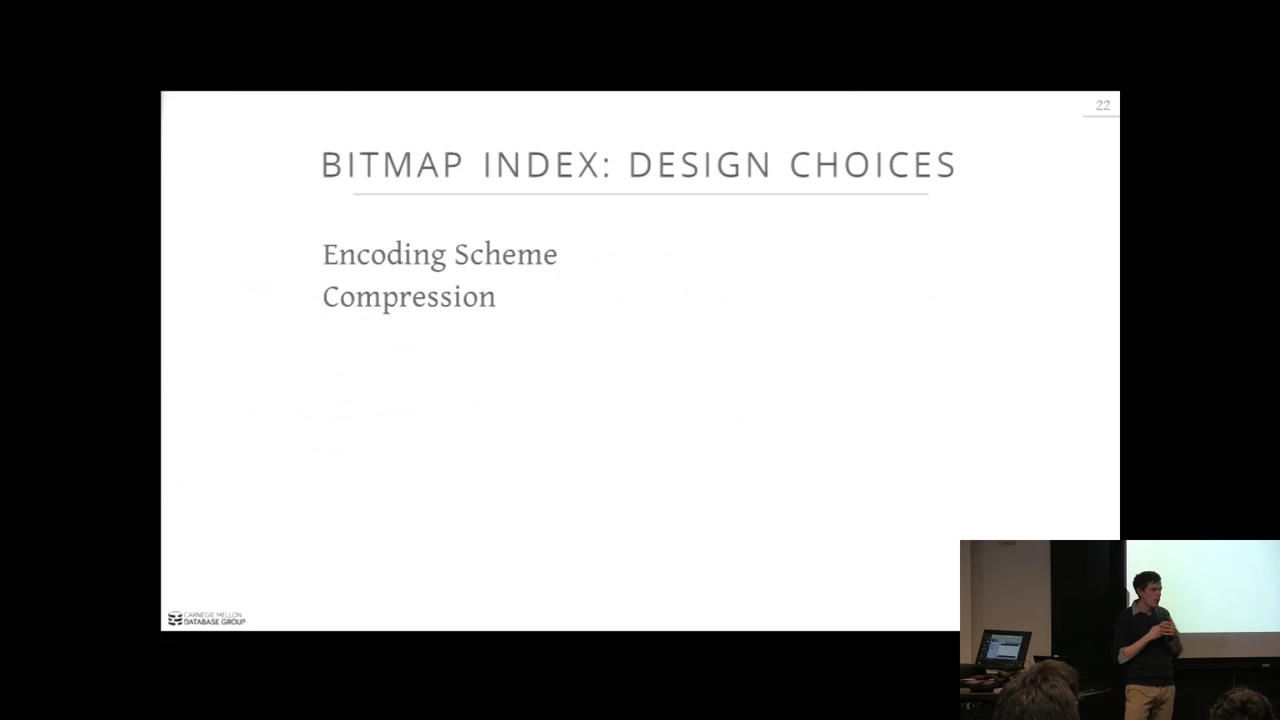 22
BITMAP INDEX: DESIGN CHOICES
Encoding Scheme
Compression
CARNEGIE MELLON
DATABASE GROUP